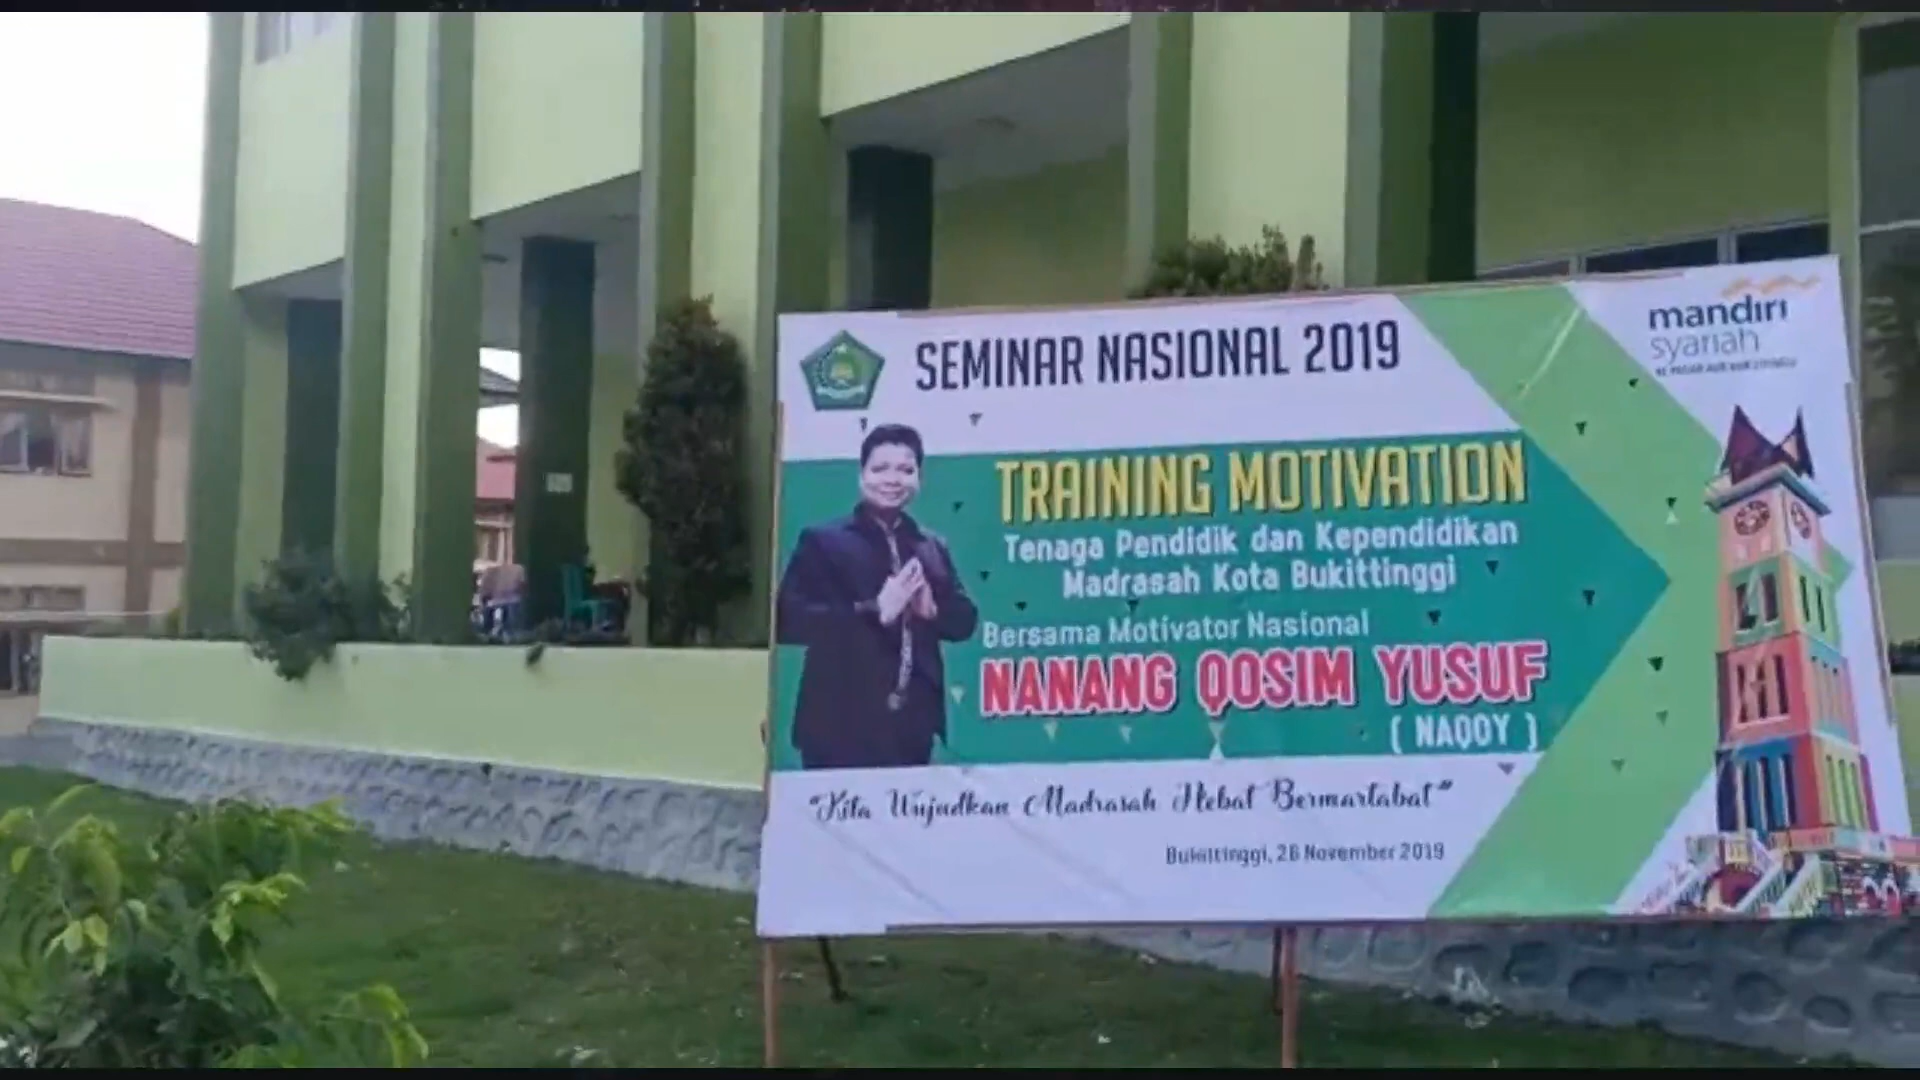 SEMINAR NASIONAL 2019
mandiri
syariah
TRAINING MOTIVATION
Tenaga Pendidik dan Kependidikan
Madrasah Kota Bukittinggi
Bersama Motivator Nasional
NANANG QOSIM YUSUF
( NAQOY )
"Kita Wujudkan Madrasah Hebat Bermartabat"
Bukittinggi, 26 November 2019